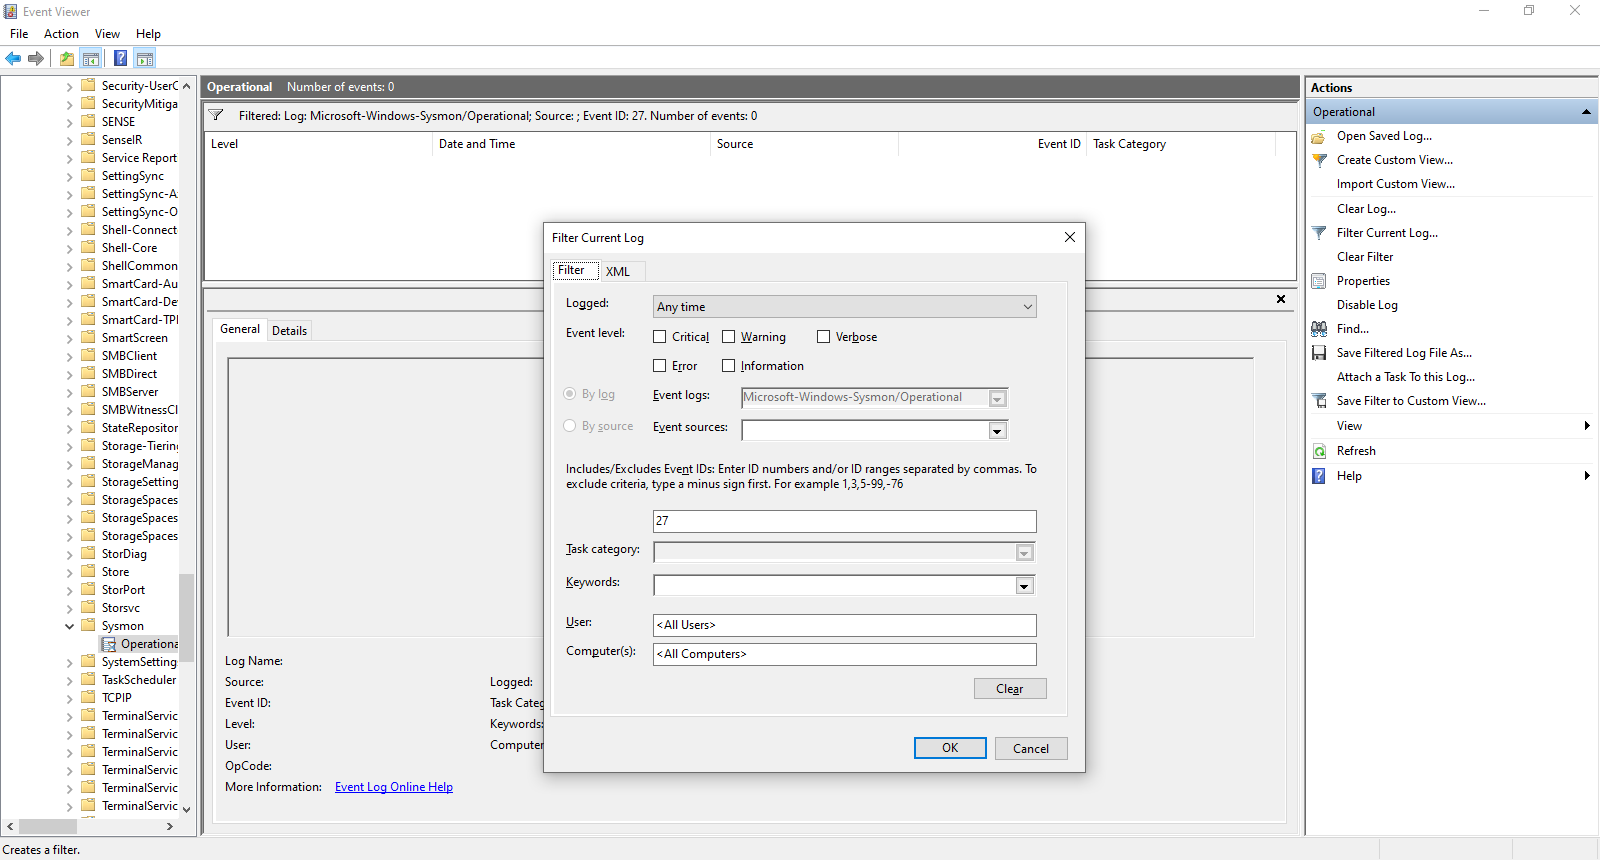 Event Viewer
File Action View Help
Security-UserC
SecurityMitiga
SENSE
SenseIR
Service Report
SettingSync
SettingSync-A
SettingSync-O
Shell-Connect
Shell-Core
ShellCommon
SmartCard-Au
SmartCard-De
SmartCard-TPI
SmartScreen
SMBClient
SMBDirect
SMBServer
SMBWitnessCl
StateRepositor
Storage-Tiering
StorageManag
StorageSetting
StorageSpaces
StorageSpaces
StorageSpaces
StorDiag
Store
StorPort
Storsvc
Sysmon
Operationa
SystemSetting
TaskScheduler
TCPIP
TerminalServic
TerminalServic
TerminalServic
TerminalServic
TerminalServic
TerminalServic
Operational Number of events: 0
Filtered: Log: Microsoft-Windows-Sysmon/Operational; Source: ; Event ID: 27. Number of events: 0
Level Date and Time Source Event ID Task Category
General Details
Log Name:
Source: Logged:
Event ID: Task Categ
Level: Keywords:
User: Computer
OpCode:
More Information: Event Log Online Help
Filter Current Log
Filter XML
Logged: Any time
Event level: Critical Warning Verbose
Error Information
By log Event logs: Microsoft-Windows-Sysmon/Operational
By source Event sources:
Includes/Excludes Event IDs: Enter ID numbers and/or ID ranges separated by commas. To
exclude criteria, type a minus sign first. For example 1,3,5-99,-76
27
Task category:
Keywords:
User: <All Users>
Computer(s): <All Computers>
Clear
OK Cancel
Actions
Operational
Open Saved Log...
Create Custom View...
Import Custom View...
Clear Log...
Filter Current Log...
Clear Filter
Properties
Disable Log
Find...
Save Filtered Log File As...
Attach a Task To this Log...
Save Filter to Custom View...
View
Refresh
Help
Creates a filter.